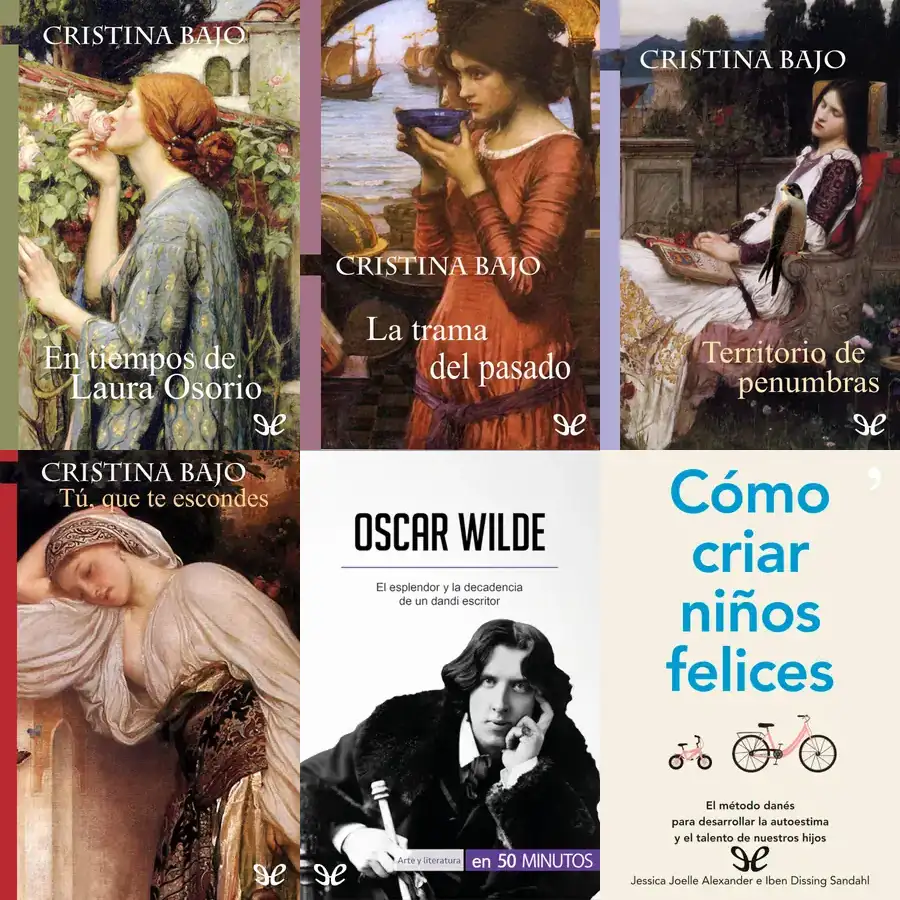 CRISTINA BAJO
En tiempos de
Laura Osorio
CRISTINA BAJO
La trama
del pasado
CRISTINA BAJO
Territorio de
penumbras
CRISTINA BAJO
Tú, que te escondes
OSCAR WILDE
El esplendor y la decadencia
de un dandi escritor
Arte y literatura
en 50 MINUTOS
Cómo
criar
niños
felices
El método danés
para desarrollar la autoestima
y el talento de nuestros hijos
Jessica Joelle Alexander e Iben Dissing Sandahl